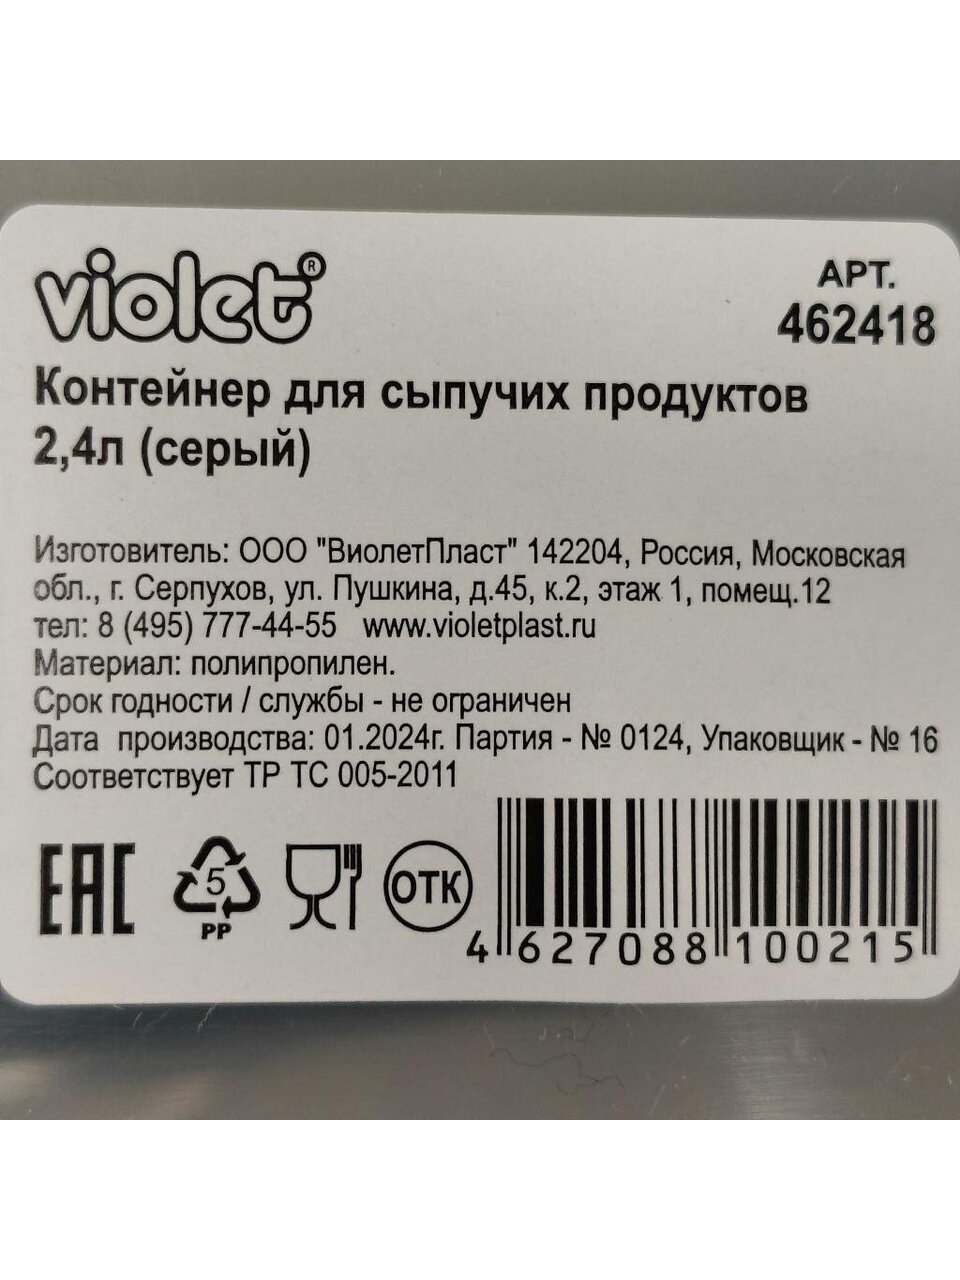 violet®
АРТ.
462418
Контейнер для сыпучих продуктов
2,4л (серый)
Изготовитель: ООО "ВиолетПласт" 142204, Россия, Московская
обл., г. Серпухов, ул. Пушкина, д.45, к.2, этаж 1, помещ.12
тел: 8 (495) 777-44-55 www.violetplast.ru
Материал: полипропилен.
Срок годности / службы - не ограничен
Дата производства: 01.2024г. Партия - № 0124, Упаковщик - № 16
Соответствует ТР ТС 005-2011
ЕАС
5
PP
ОТК
4 627088 100215